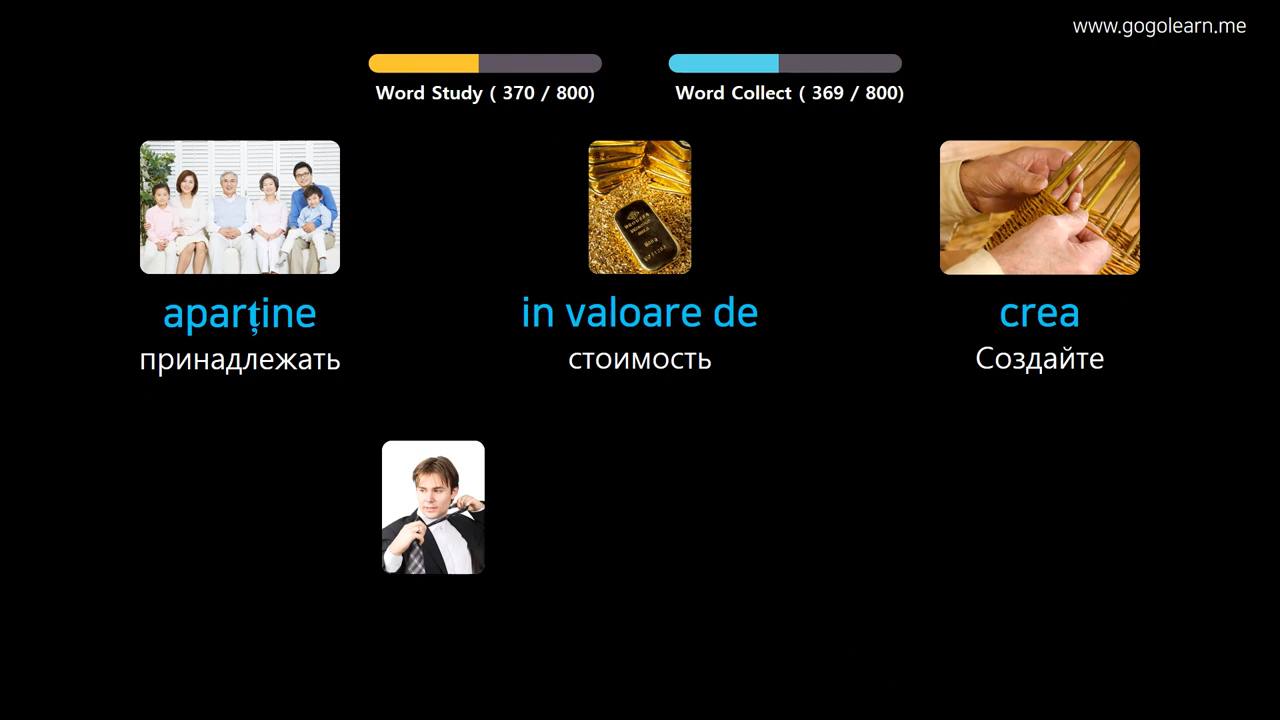 www.gogolearn.me
Word Study ( 370 / 800)
Word Collect ( 369 / 800)
aparține
in valoare de
crea
принадлежать
стоимость
Создайте